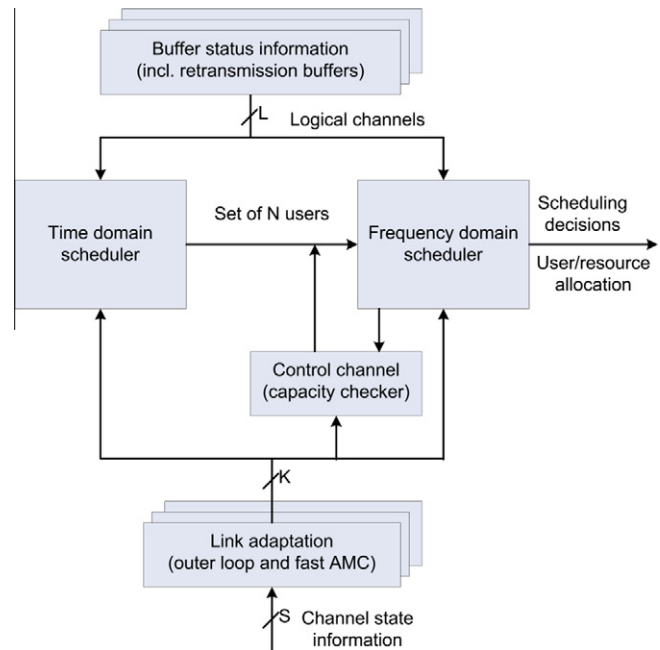 Buffer status information
(incl. retransmission buffers)
L
Logical channels
Time domain
scheduler
Set of N users
Frequency domain
scheduler
Scheduling
decisions
User/resource
allocation
Control channel
(capacity checker)
K
Link adaptation
(outer loop and fast AMC)
S
Channel state
information